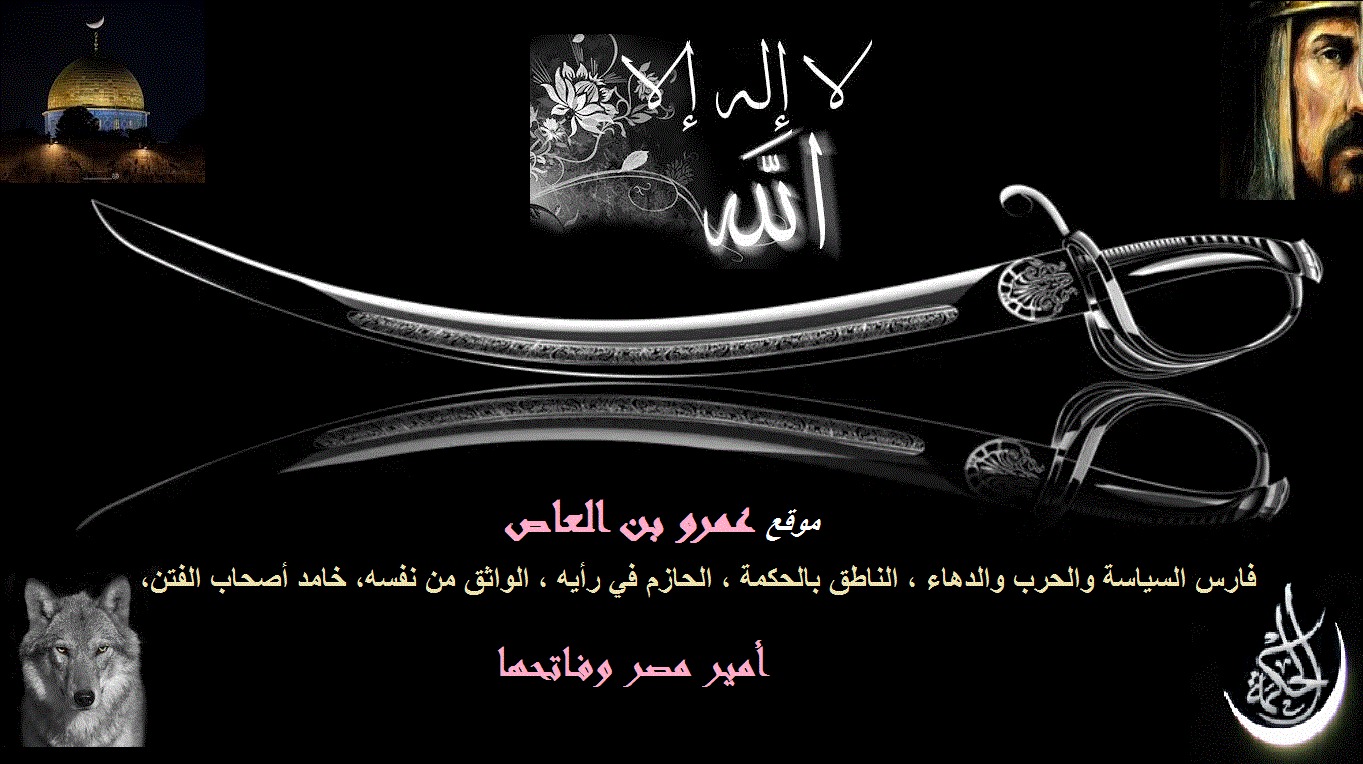 لا إله إلا
الله
موقع عمرو بن العاص
فارس السياسة والحرب والدهاء ، الناطق بالحكمة ، الحازم في رأيه ، الواثق من نفسه، خامد أصحاب الفتن،
أمير مصر وفاتحها
الحكمة